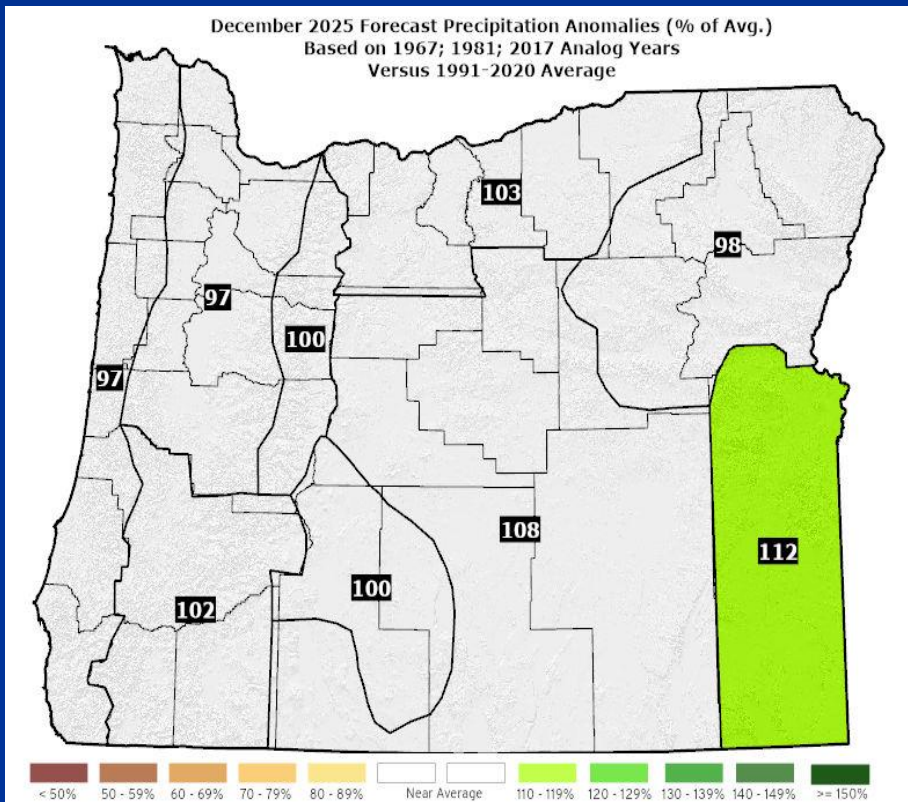 December 2025 Forecast Precipitation Anomalies (% of Avg.)
Based on 1967; 1981; 2017 Analog Years
Versus 1991-2020 Average
103
98
97
100
97
108
112
100
102
< 50%
50 - 59%
60 - 69%
70 - 79%
80 - 89%
Near Average
110 - 119%
120 - 129%
130 - 139%
140 - 149%
>= 150%